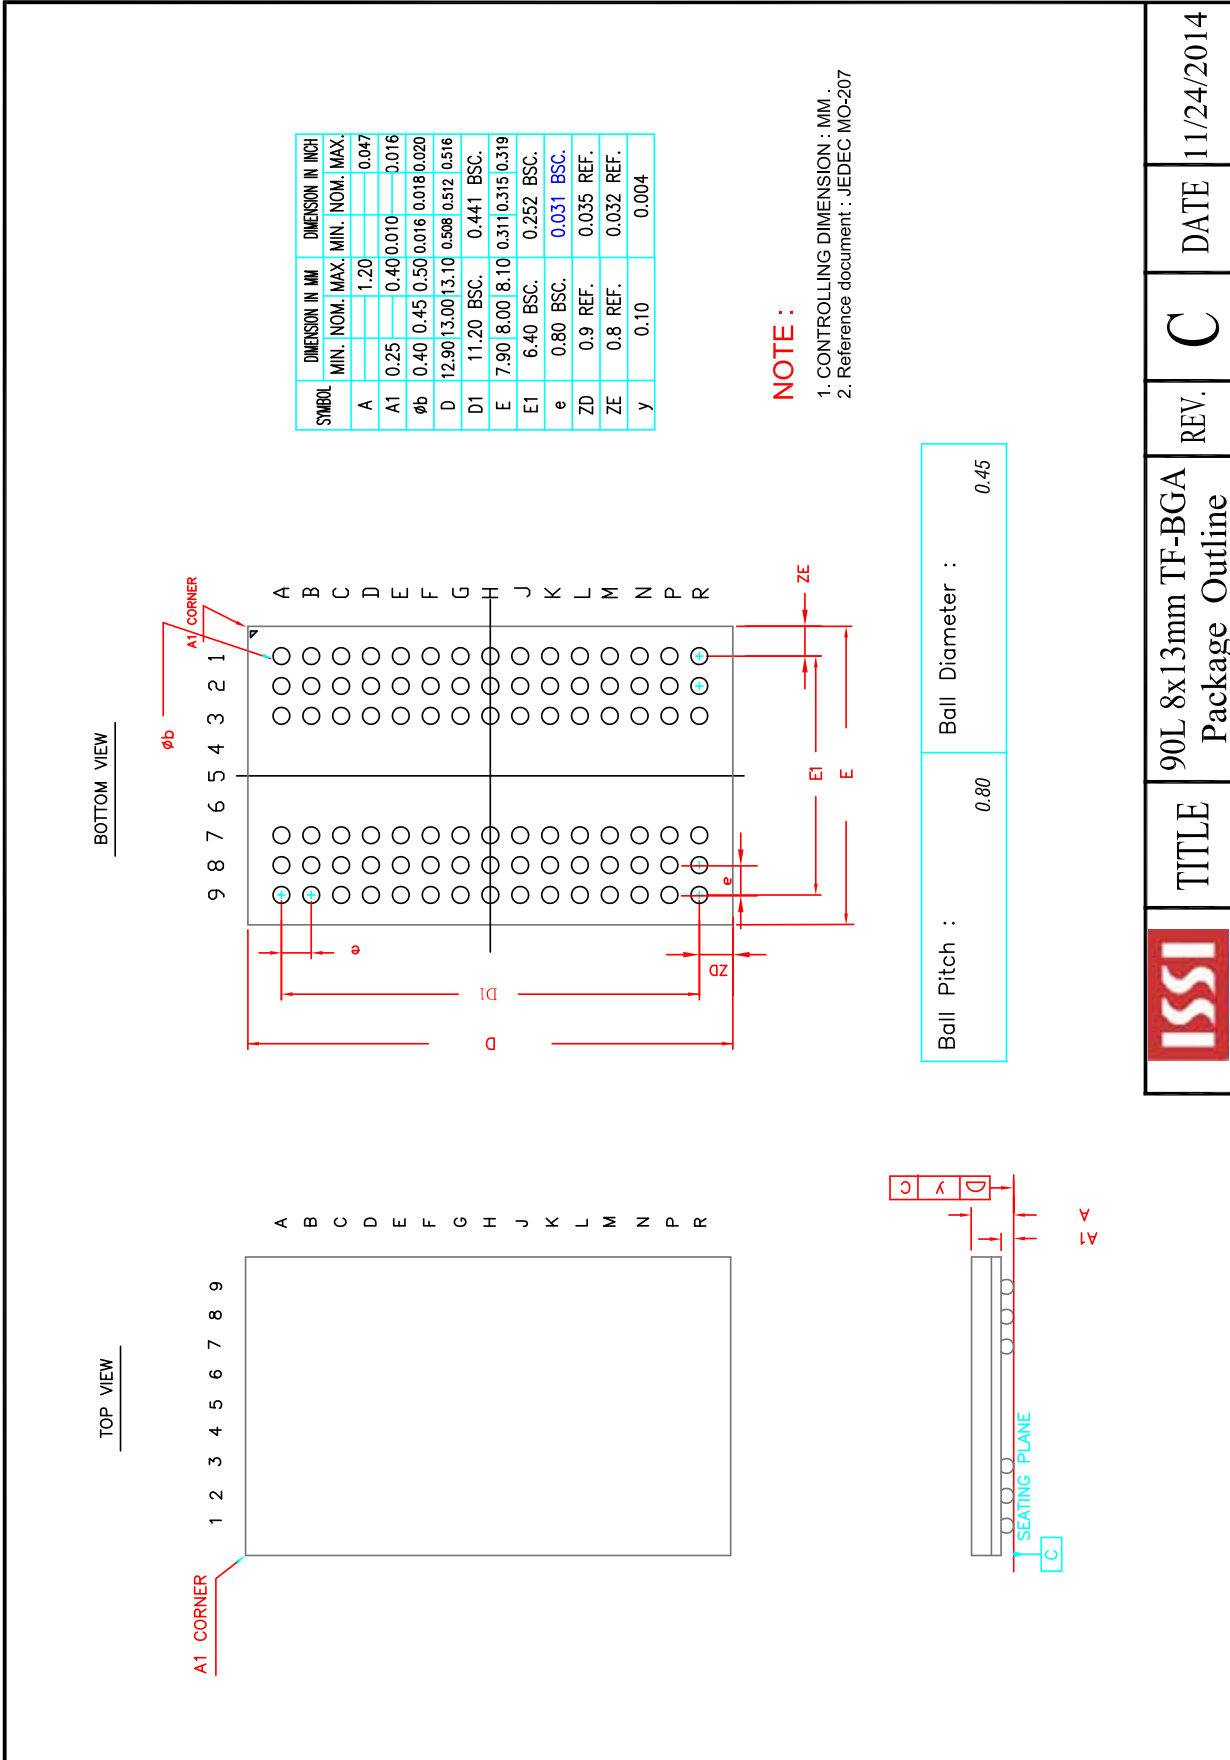 TOP VIEW
A1 CORNER
1 2 3 4 5 6 7 8 9
A
B
C
D
E
F
G
H
J
K
L
M
N
P
R
BOTTOM VIEW
9 8 7 6 5 4 3 2 1
øb
A1 CORNER
A
B
C
D
E
F
G
H
J
K
L
M
N
P
R
e
D1
D
ZD
e
E1
E
ZE
SYMBOL DIMENSION IN MM DIMENSION IN INCH
MIN. NOM. MAX. MIN. NOM. MAX.
A 1.20 0.047
A1 0.25 0.40 0.010 0.016
øb 0.40 0.45 0.50 0.016 0.018 0.020
D 12.90 13.00 13.10 0.508 0.512 0.516
D1 11.20 BSC. 0.441 BSC.
E 7.90 8.00 8.10 0.311 0.315 0.319
E1 6.40 BSC. 0.252 BSC.
e 0.80 BSC. 0.031 BSC.
ZD 0.9 REF. 0.035 REF.
ZE 0.8 REF. 0.032 REF.
y 0.10 0.004
NOTE :
1. CONTROLLING DIMENSION : MM .
2. Reference document : JEDEC MO-207
SEATING PLANE
C
D y C
A
A1
Ball Pitch : 0.80
Ball Diameter : 0.45
ISSI
TITLE
90L 8x13mm TF-BGA
Package Outline
REV.
C
DATE
11/24/2014